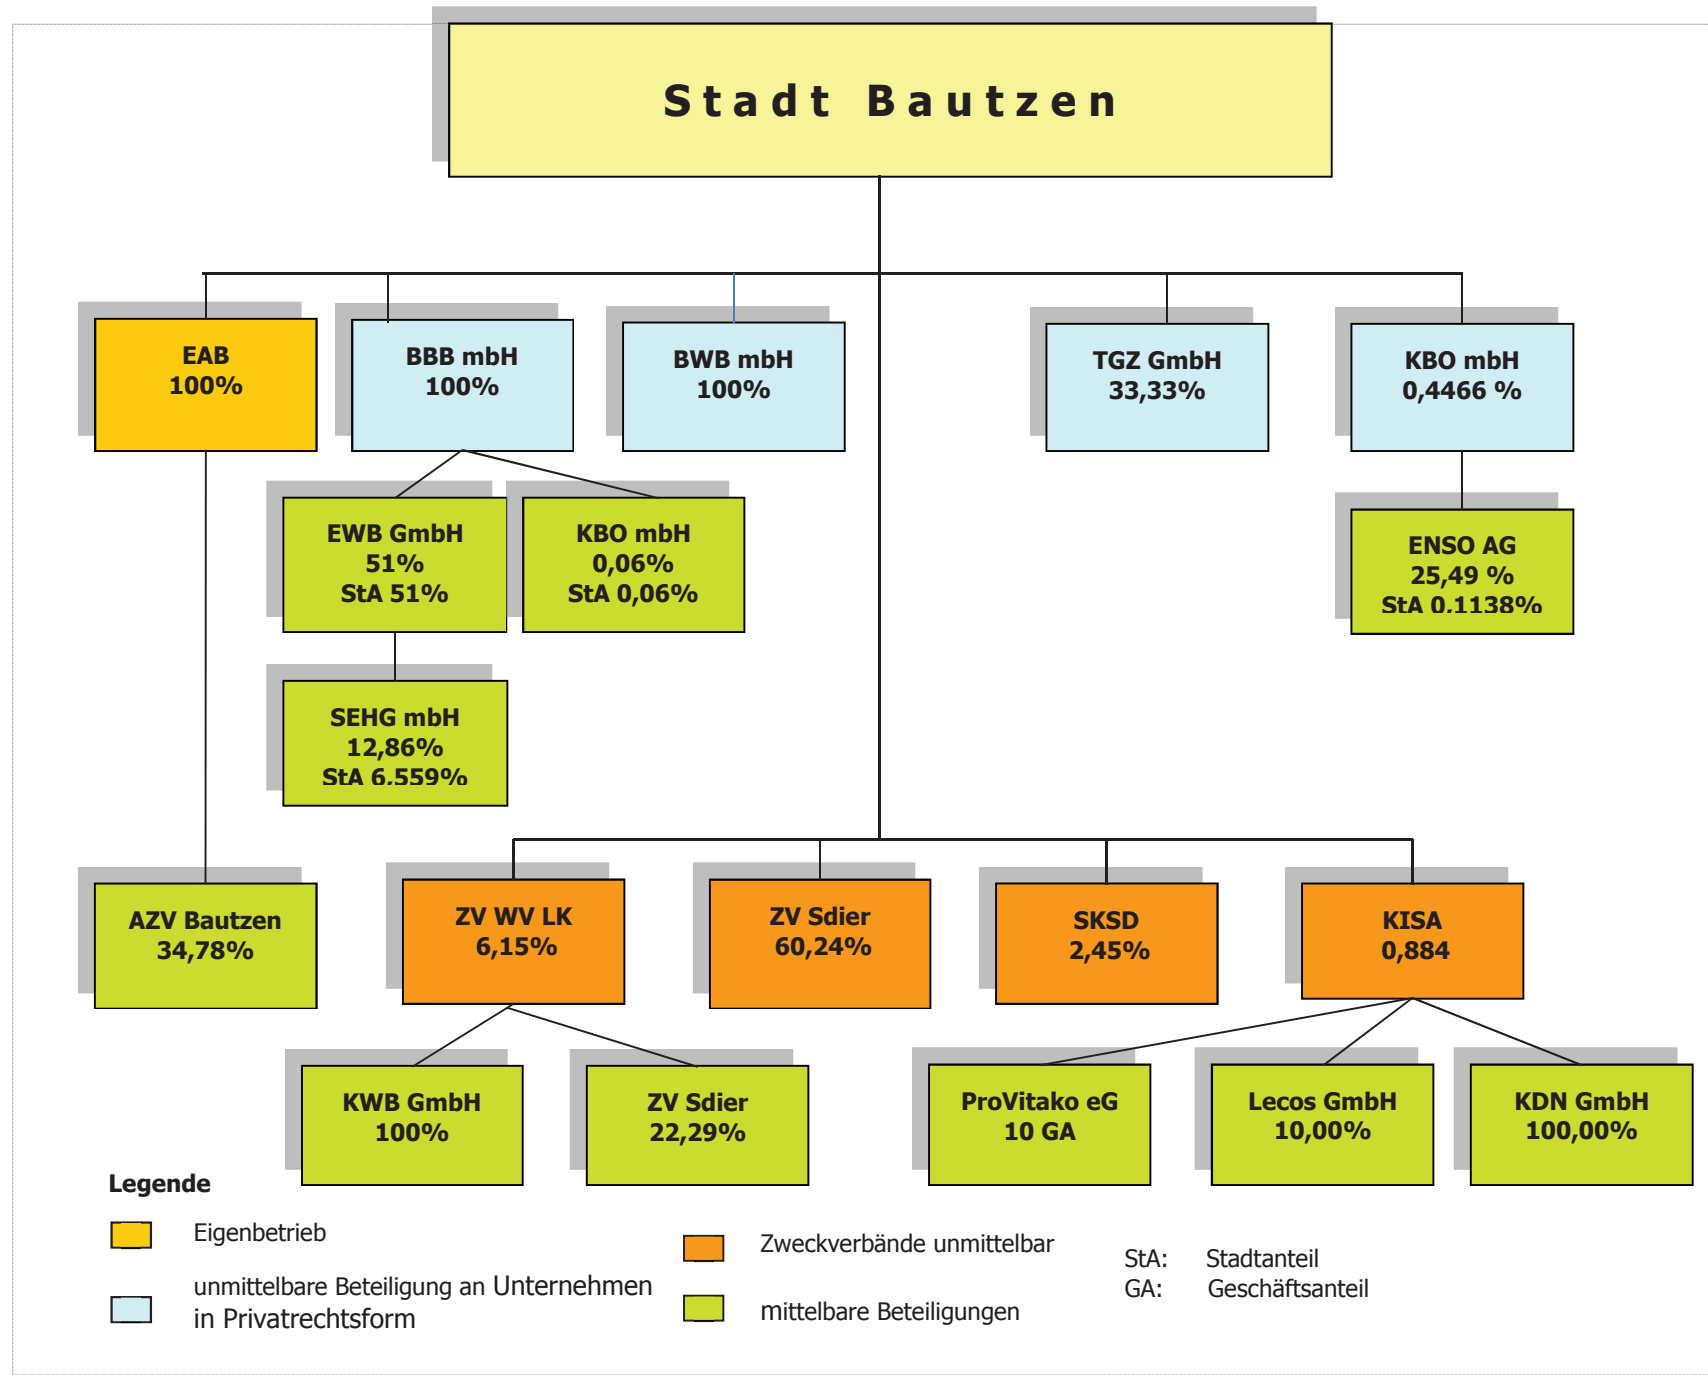 Stadt Bautzen
EAB
100%
BBB mbH
100%
BWB mbH
100%
TGZ GmbH
33,33%
KBO mbH
0,4466 %
EWB GmbH
51%
StA 51%
KBO mbH
0,06%
StA 0,06%
ENSO AG
25,49 %
StA 0,1138%
SEHG mbH
12,86%
StA 6,559%
AZV Bautzen
34,78%
ZV WV LK
6,15%
ZV Sdier
60,24%
SKSD
2,45%
KISA
0,884
KWB GmbH
100%
ZV Sdier
22,29%
ProVitako eG
10 GA
Lecos GmbH
10,00%
KDN GmbH
100,00%
Legende
Eigenbetrieb
unmittelbare Beteiligung an Unternehmen
in Privatrechtsform
Zweckverbände unmittelbar
mittelbare Beteiligungen
StA: Stadtanteil
GA: Geschäftsanteil